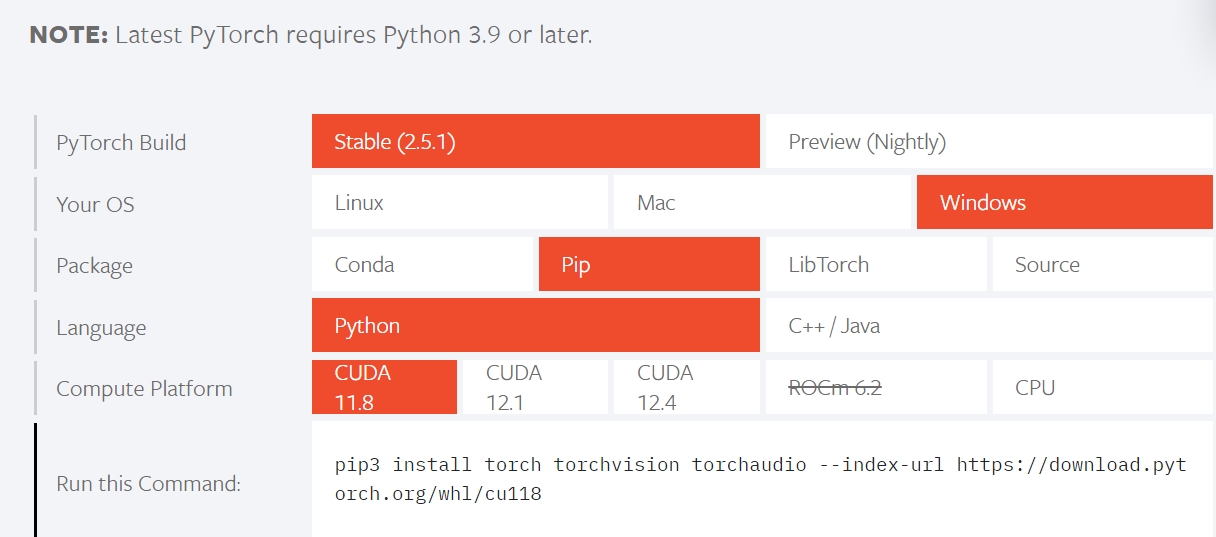 NOTE: Latest PyTorch requires Python 3.9 or later.
PyTorch Build
Stable (2.5.1)
Preview (Nightly)
Your OS
Linux
Mac
Windows
Package
Conda
Pip
LibTorch
Source
Language
Python
C++ / Java
Compute Platform
CUDA
11.8
CUDA
12.1
CUDA
12.4
ROCm 6.2
CPU
Run this Command:
pip3 install torch torchvision torchaudio --index-url https://download.pyt
orch.org/whl/cu118